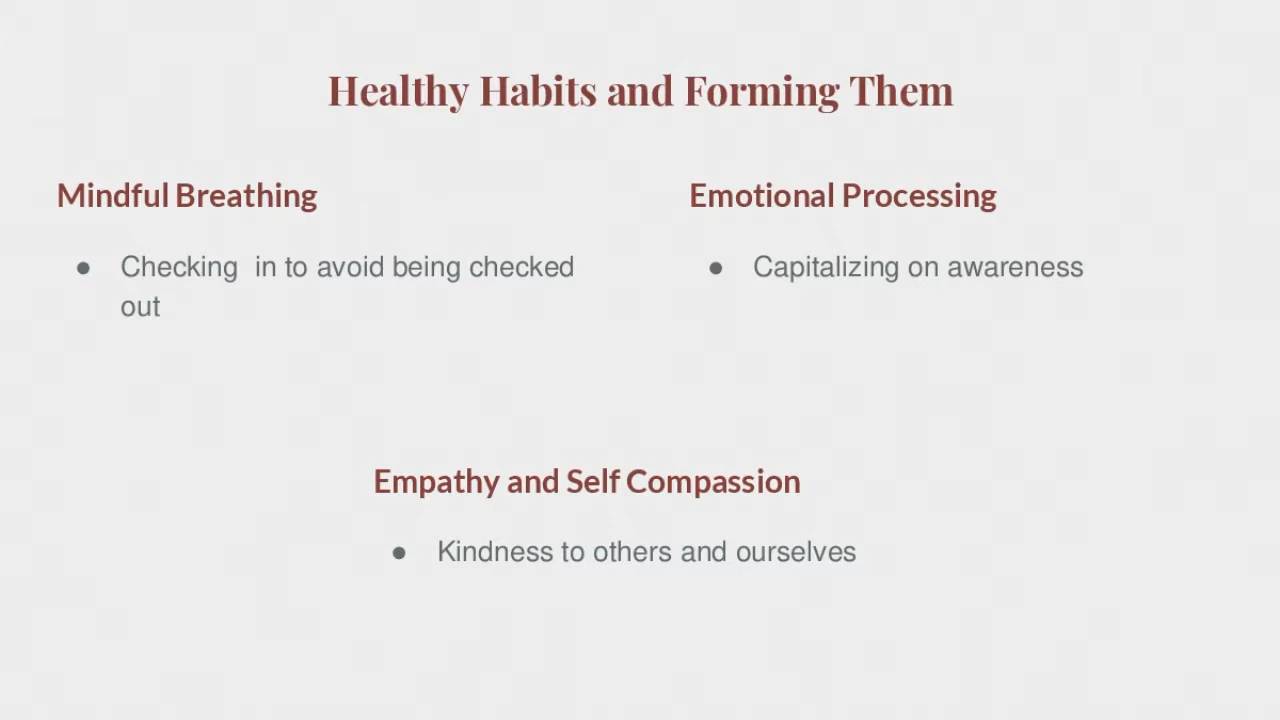 Healthy Habits and Forming Them
Mindful Breathing
● Checking  in to avoid being checked
out
Emotional Processing
● Capitalizing on awareness
Empathy and Self Compassion
● Kindness to others and ourselves